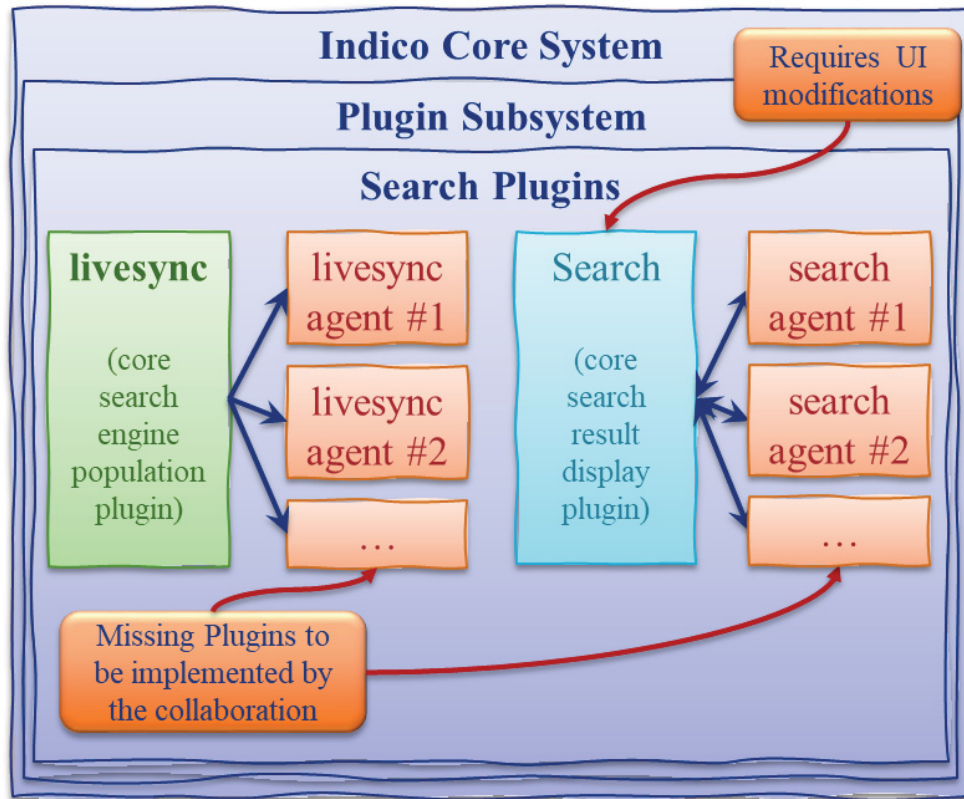 Indico Core System
Requires UI
modifications
Plugin Subsystem
Search Plugins
livesync
(core
search
engine
population
plugin)
livesync
agent #1
livesync
agent #2
…
Search
(core
search
result
display
plugin)
search
agent #1
search
agent #2
…
Missing Plugins to
be implemented by
the collaboration